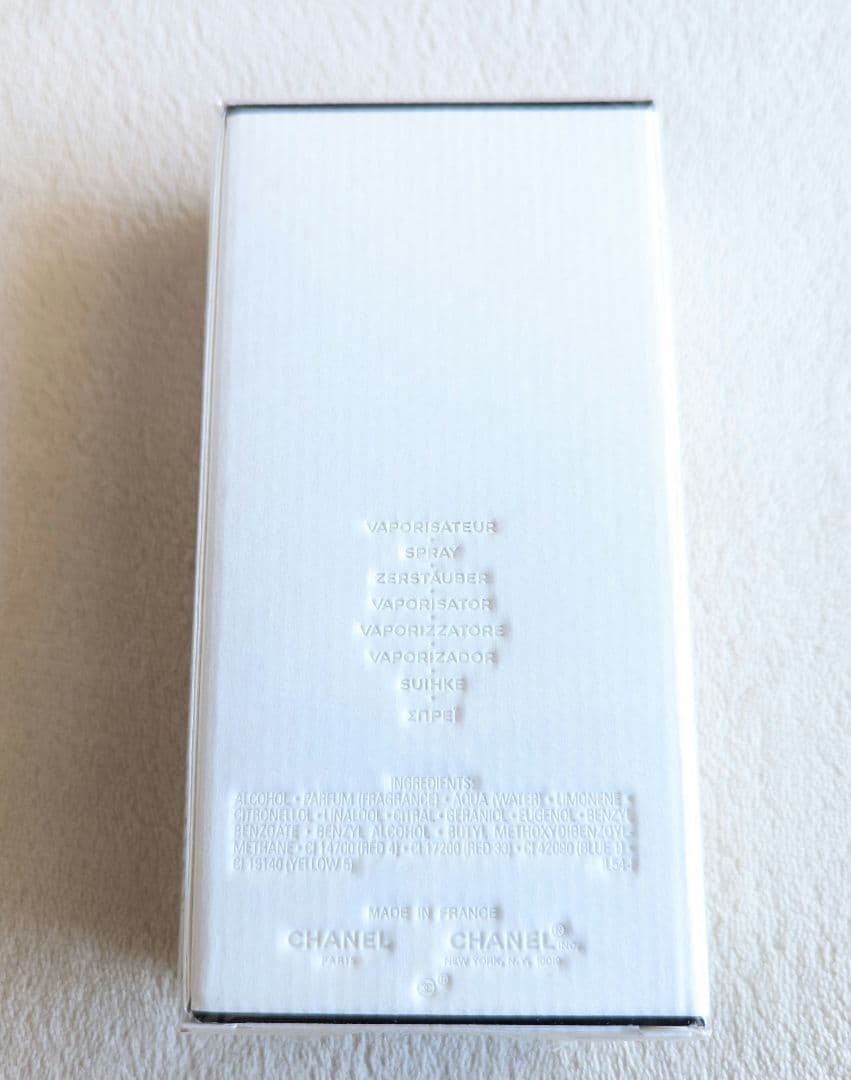 VAPORISATEUR
SPRAY
ZERSTÄUBER
VAPORISATOR
VAPORIZZATORE
VAPORIZADOR
SUIHKE
ΣΠΡΕΪ
INGREDIENTS:
ALCOHOL • PARFUM (FRAGRANCE) • AQUA (WATER) • LIMONENE •
CITRONELLOL • LINALOOL • CITRAL • GERANIOL • EUGENOL • BENZYL
BENZOATE • BENZYL ALCOHOL • BUTYL METHOXYDIBENZOYL-
METHANE • CI 14700 (RED 4) • CI 17200 (RED 33) • CI 42090 (BLUE 1) •
CI 19140 (YELLOW 5)
MADE IN FRANCE
CHANEL CHANEL® INC.
PARIS NEW YORK, N.Y. 10019
®